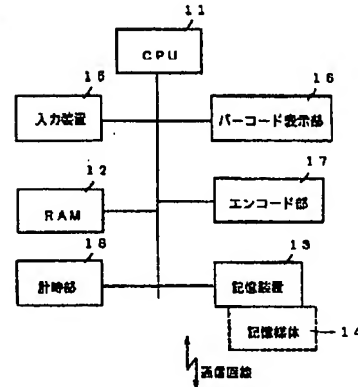 11
CPU
15
入力装置
16
バーコード表示部
12
RAM
17
エンコード部
18
計時部
13
記憶装置
記憶媒体
14
通信回線